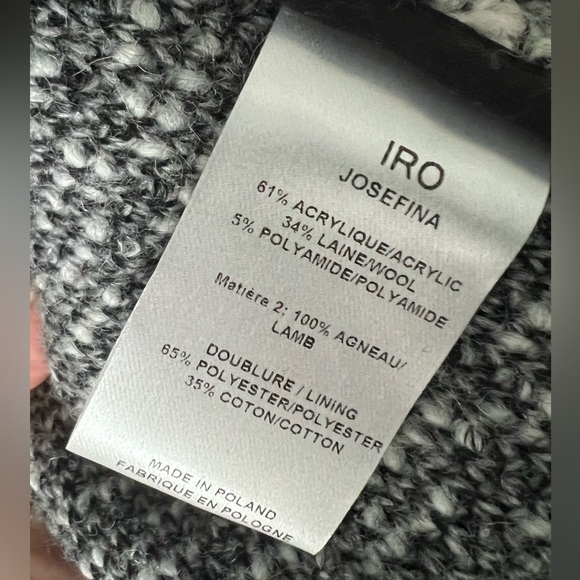 IRO
JOSEFINA
61% ACRYLIQUE/ACRYLIC
34% LAINE/WOOL
5% POLYAMIDE/POLYAMIDE
Matière 2: 100% AGNEAU/
LAMB
DOUBLURE / LINING
65% POLYESTER/POLYESTER
35% COTON/COTTON
MADE IN POLAND
FABRIQUE EN POLOGNE